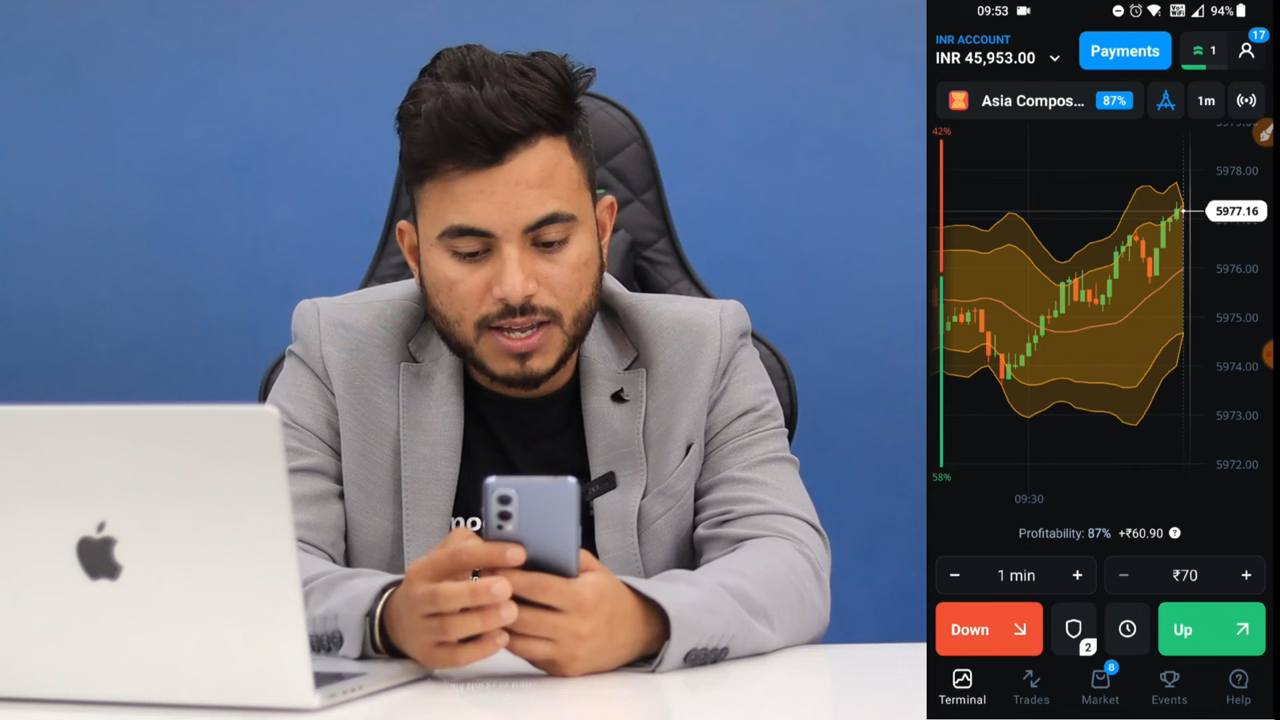 09:53
Vo WiFi
94%
INR ACCOUNT
INR 45,953.00
Payments
1
17
Asia Compos...
87%
1m
42%
5978.00
5977.16
5976.00
5975.00
5974.00
5973.00
5972.00
58%
09:30
Profitability: 87% +₹60.90 ?
− 1 min +
− ₹70 +
Down
2
Up
8
Terminal
Trades
Market
Events
Help